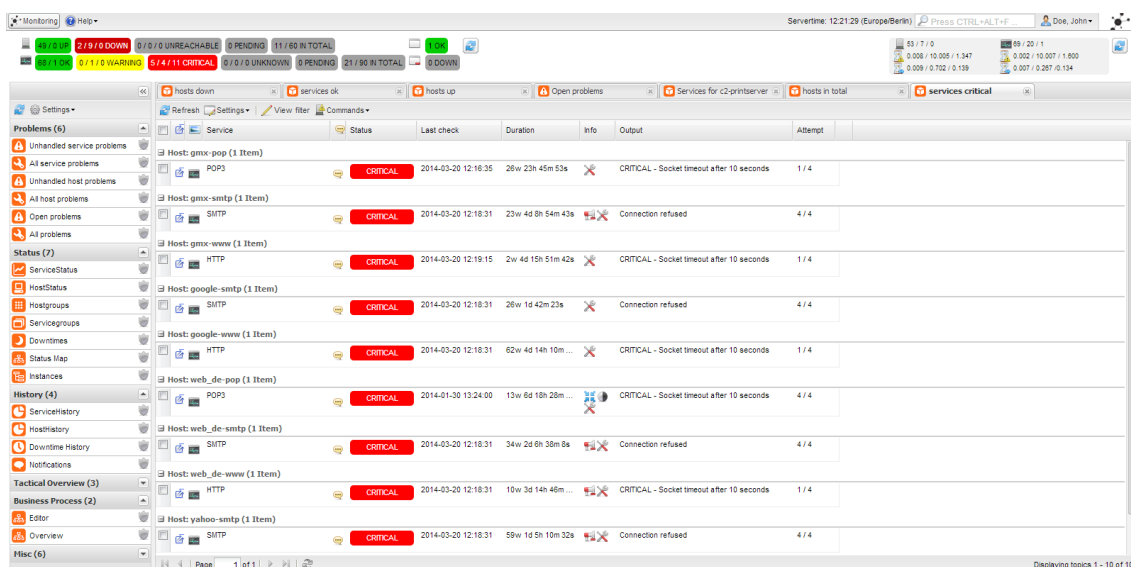 Monitoring Help Servertime: 12:21:29 (Europe/Berlin) Press CTRL+ALT+F ... Doe, John
49 / 0 UP 2 / 9 / 0 DOWN 0 / 0 / 0 UNREACHABLE 0 PENDING 11 / 60 IN TOTAL 1 OK 53 / 7 / 0 69 / 20 / 1
68 / 1 OK 0 / 1 / 0 WARNING 5 / 4 / 11 CRITICAL 0 / 0 / 0 UNKNOWN 0 PENDING 21 / 90 IN TOTAL 0 DOWN 0.008 / 10.005 / 1.347 0.002 / 10.007 / 1.600
0.009 / 0.702 / 0.139 0.007 / 0.267 /0.134
hosts down services ok hosts up Open problems Services for c2-printserver hosts in total services critical
Settings Refresh Settings View filter Commands
Problems (6) Service Status Last check Duration Info Output Attempt
Unhandled service problems
All service problems
Unhandled host problems
All host problems
Open problems
All problems
Status (7)
ServiceStatus
HostStatus
Hostgroups
Servicegroups
Downtimes
Status Map
Instances
History (4)
ServiceHistory
HostHistory
Downtime History
Notifications
Tactical Overview (3)
Business Process (2)
Editor
Overview
Misc (6)
Host: gmx-pop (1 Item)
POP3 CRITICAL 2014-03-20 12:16:35 26w 23h 45m 53s CRITICAL - Socket timeout after 10 seconds 1 / 4
Host: gmx-smtp (1 Item)
SMTP CRITICAL 2014-03-20 12:18:31 23w 4d 8h 54m 43s Connection refused 4 / 4
Host: gmx-www (1 Item)
HTTP CRITICAL 2014-03-20 12:19:15 2w 4d 15h 51m 42s CRITICAL - Socket timeout after 10 seconds 1 / 4
Host: google-smtp (1 Item)
SMTP CRITICAL 2014-03-20 12:18:31 26w 1d 42m 23s Connection refused 4 / 4
Host: google-www (1 Item)
HTTP CRITICAL 2014-03-20 12:18:31 62w 4d 14h 10m ... CRITICAL - Socket timeout after 10 seconds 1 / 4
Host: web_de-pop (1 Item)
POP3 CRITICAL 2014-01-30 13:24:00 13w 6d 18h 28m ... CRITICAL - Socket timeout after 10 seconds 4 / 4
Host: web_de-smtp (1 Item)
SMTP CRITICAL 2014-03-20 12:18:31 34w 2d 6h 38m 8s Connection refused 4 / 4
Host: web_de-www (1 Item)
HTTP CRITICAL 2014-03-20 12:18:31 10w 3d 14h 46m ... CRITICAL - Socket timeout after 10 seconds 1 / 4
Host: yahoo-smtp (1 Item)
SMTP CRITICAL 2014-03-20 12:18:31 59w 1d 5h 10m 32s Connection refused 4 / 4
Page 1 of 1 Displaying topics 1 - 10 of 10